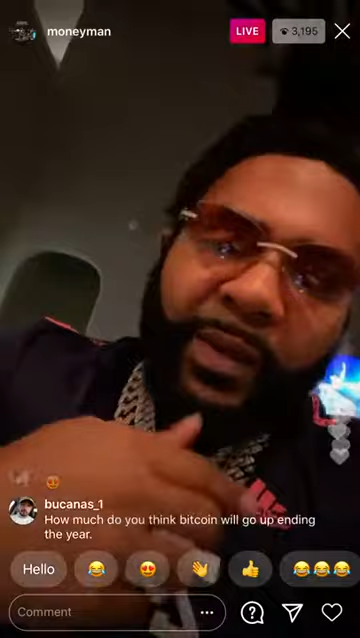 moneyman
LIVE
3,195
bucanas_1
How much do you think bitcoin will go up ending
the year.
Hello
Comment